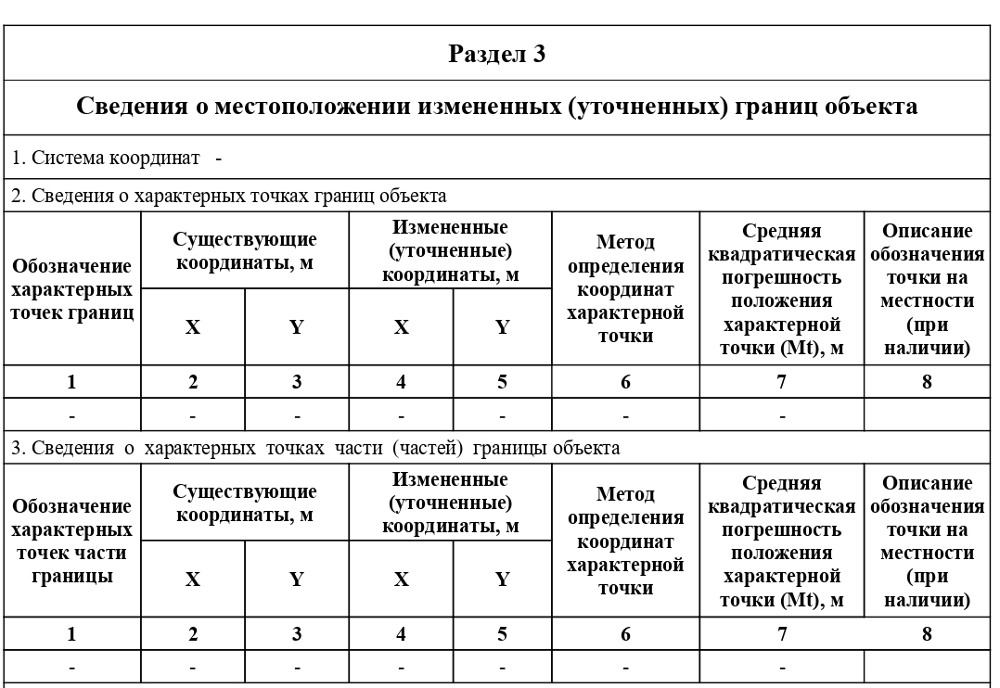 Раздел 3
Сведения о местоположении измененных (уточненных) границ объекта
1. Система координат -
2. Сведения о характерных точках границ объекта
Обозначение
характерных
точек границ
Существующие
координаты, м
Измененные
(уточненные)
координаты, м
Метод
определения
координат
характерной
точки
Средняя
квадратическая
погрешность
положения
характерной
точки (Mt), м
Описание
обозначения
точки на
местности
(при
наличии)
X Y X Y
1 2 3 4 5 6 7 8
- - - - - - -
3. Сведения о характерных точках части (частей) границы объекта
Обозначение
характерных
точек части
границы
Существующие
координаты, м
Измененные
(уточненные)
координаты, м
Метод
определения
координат
характерной
точки
Средняя
квадратическая
погрешность
положения
характерной
точки (Mt), м
Описание
обозначения
точки на
местности
(при
наличии)
X Y X Y
1 2 3 4 5 6 7 8
- - - - - - -